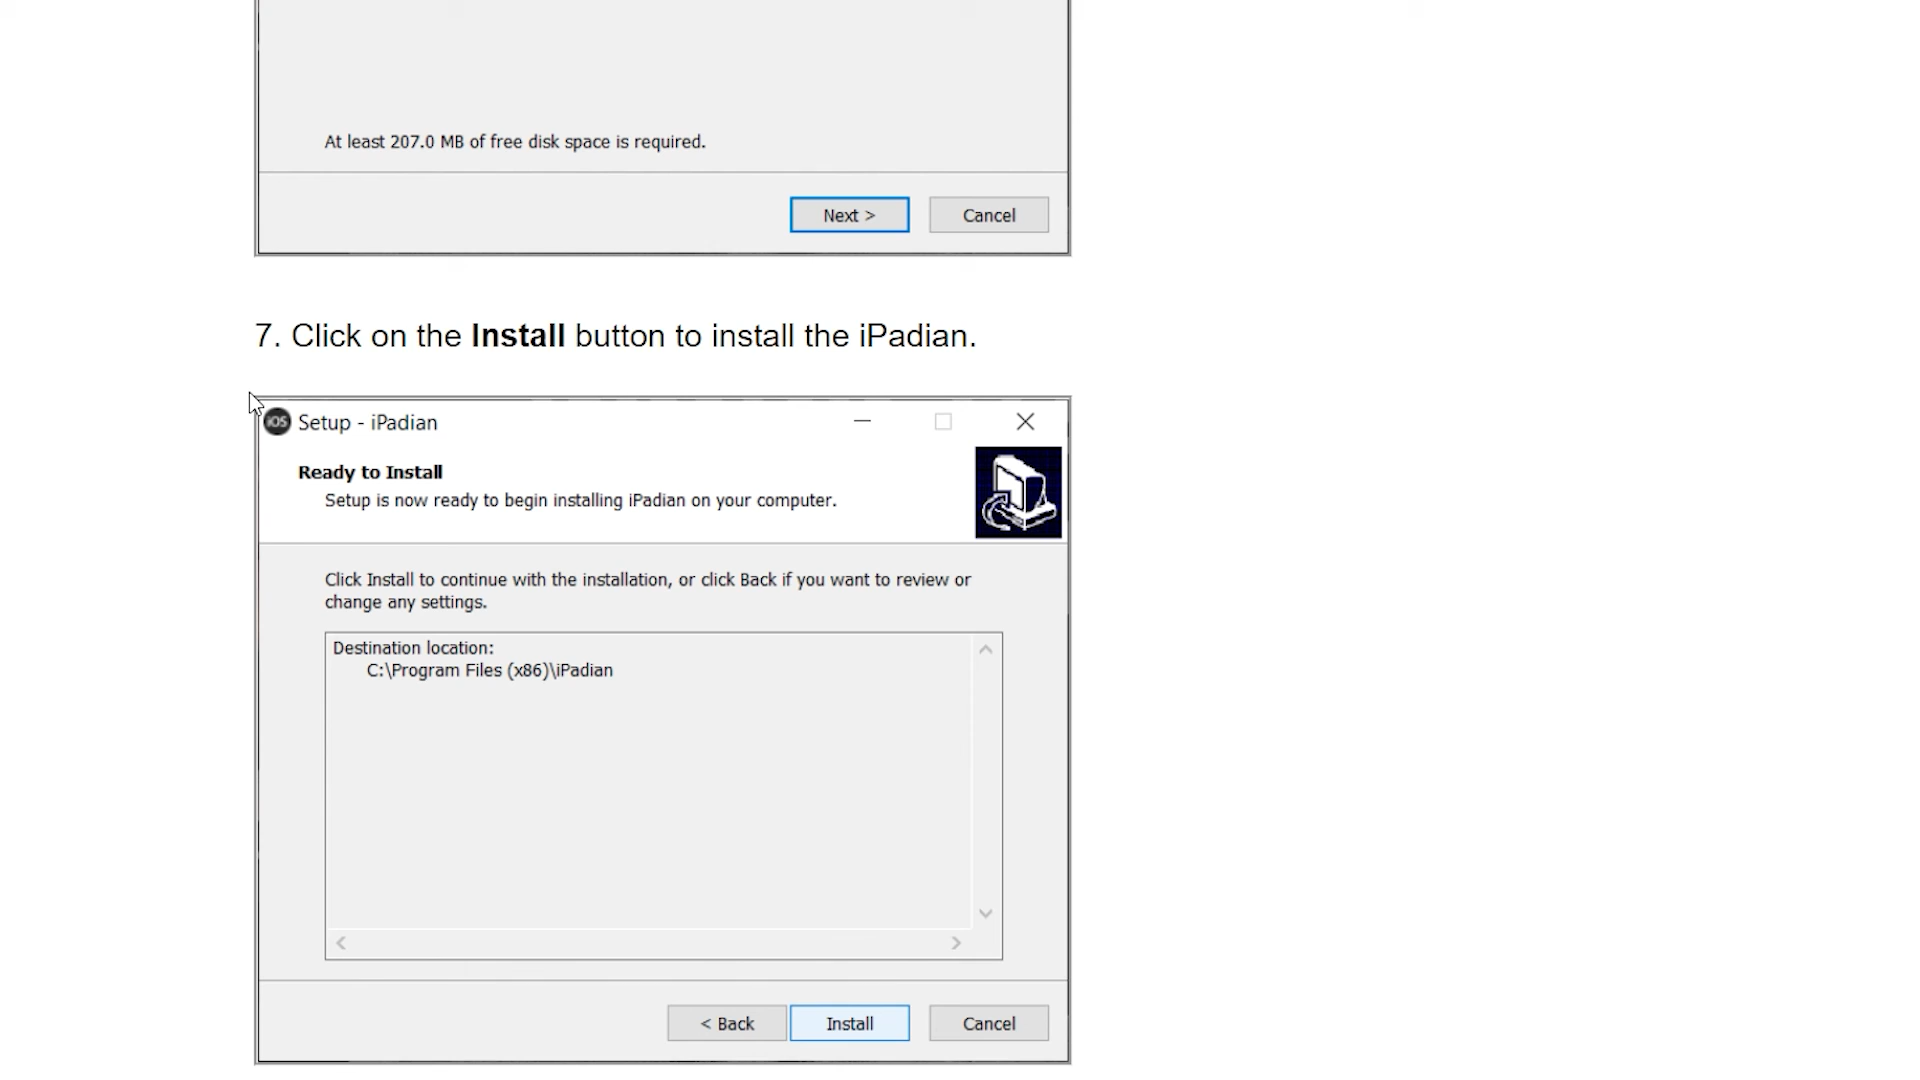 At least 207.0 MB of free disk space is required.
Next >
Cancel
7. Click on the Install button to install the iPadian.
iOS
Setup - iPadian
Ready to Install
Setup is now ready to begin installing iPadian on your computer.
Click Install to continue with the installation, or click Back if you want to review or
change any settings.
Destination location:
C:\Program Files (x86)\iPadian
< Back
Install
Cancel